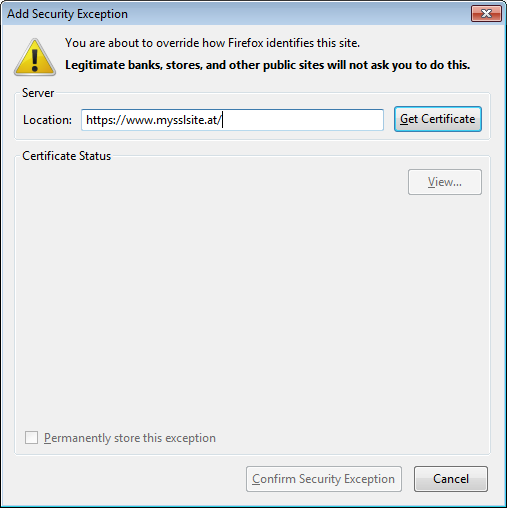 Add Security Exception
You are about to override how Firefox identifies this site.
Legitimate banks, stores, and other public sites will not ask you to do this.
Server
Location: https://www.mysslsite.at/ Get Certificate
Certificate Status
View...
Permanently store this exception
Confirm Security Exception Cancel